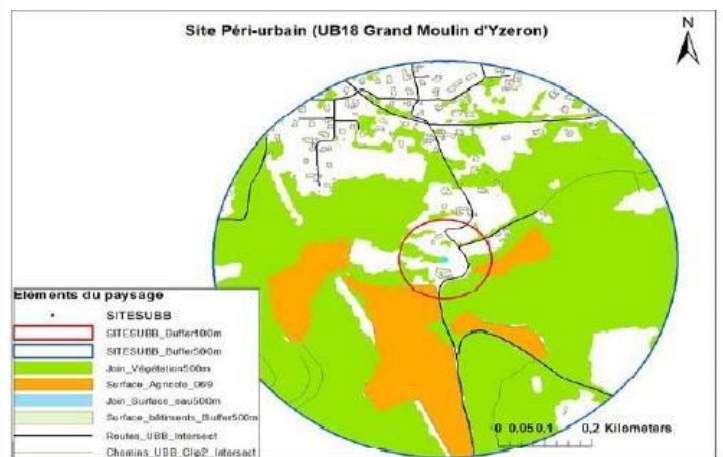 Site Péri-urbain (UB18 Grand Moulin d'Yzeron)
N
Eléments du paysage
SITESUBB
SITESUBB_Buffer100m
SITESUBB_Buffer500m
Join_Végétation500m
Surface_Agricole_069
Join_Surface_eau500m
Surface_bâtiments_Buffer500m
Routes_UBB_Intersect
Chemins_UBB_Clip2_Intersect
0 0,05 0,1 0,2 Kilometers